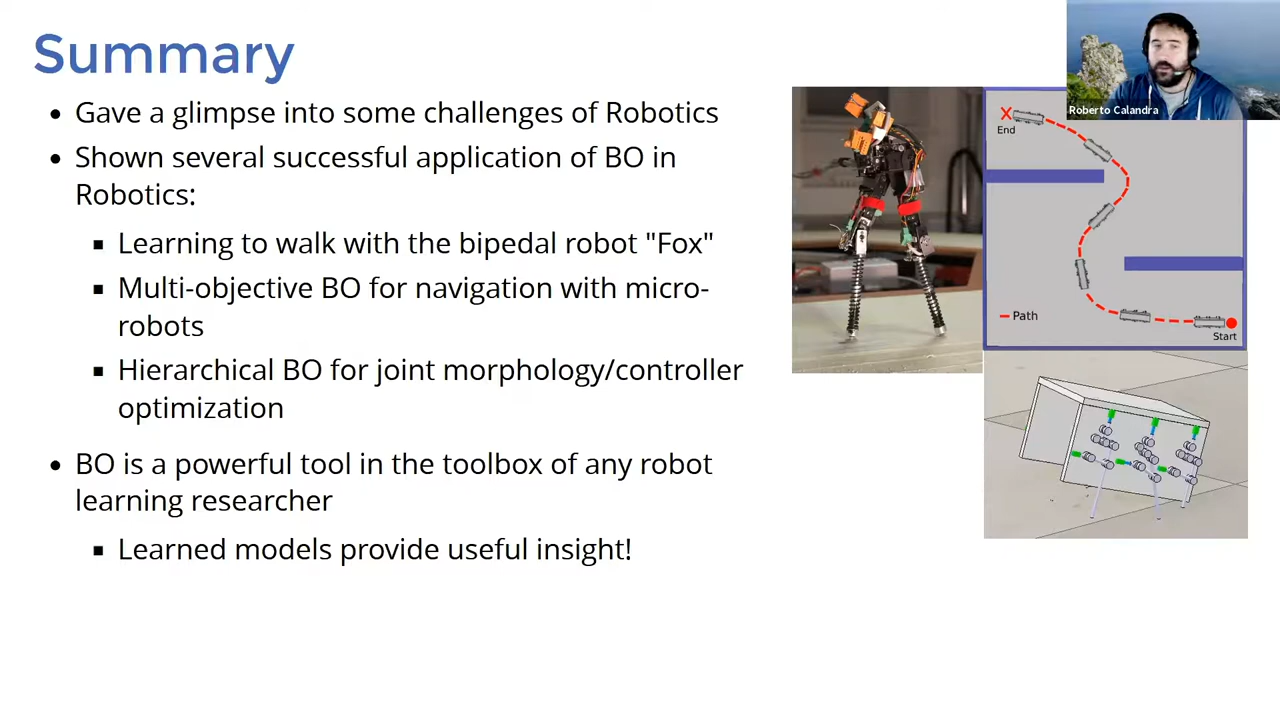 Summary
Gave a glimpse into some challenges of Robotics
Shown several successful application of BO in
Robotics:
Learning to walk with the bipedal robot "Fox"
Multi-objective BO for navigation with micro-
robots
Hierarchical BO for joint morphology/controller
optimization
BO is a powerful tool in the toolbox of any robot
learning researcher
Learned models provide useful insight!
Roberto Calandra
X
End
Path
Start